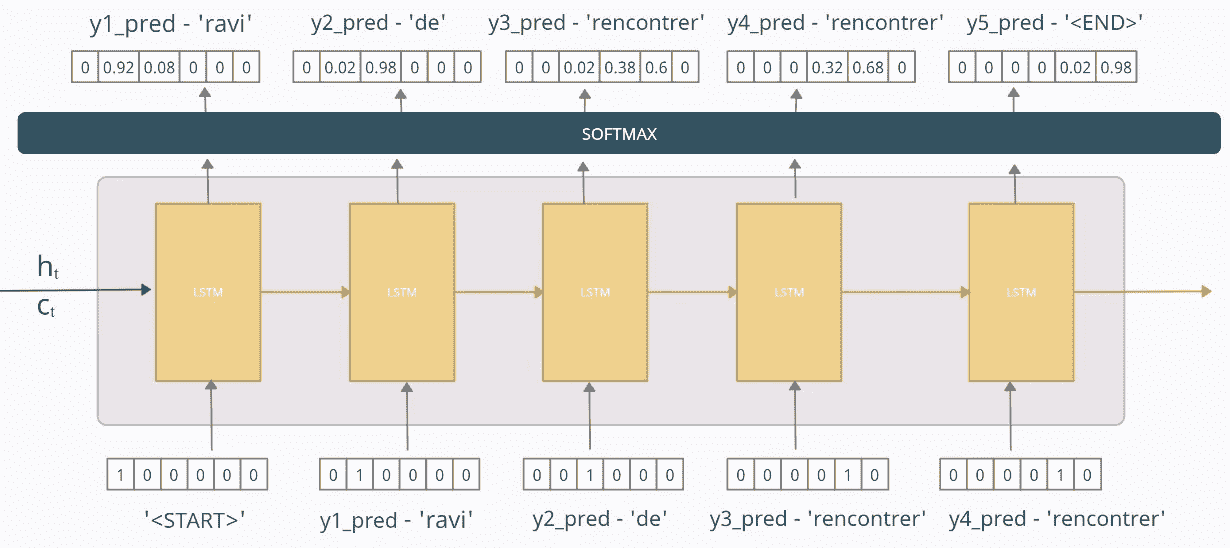 y1_pred - 'ravi' y2_pred - 'de' y3_pred - 'rencontrer' y4_pred - 'rencontrer' y5_pred - '<END>'
0 0.92 0.08 0 0 0 0 0.02 0.98 0 0 0 0 0 0.02 0.38 0.6 0 0 0 0 0.32 0.68 0 0 0 0 0 0.02 0.98
SOFTMAX
ht
LSTM LSTM LSTM LSTM LSTM
ct
1 0 0 0 0 0 0 1 0 0 0 0 0 0 1 0 0 0 0 0 0 0 1 0 0 0 0 0 1 0
'<START>' y1_pred - 'ravi' y2_pred - 'de' y3_pred - 'rencontrer' y4_pred - 'rencontrer'